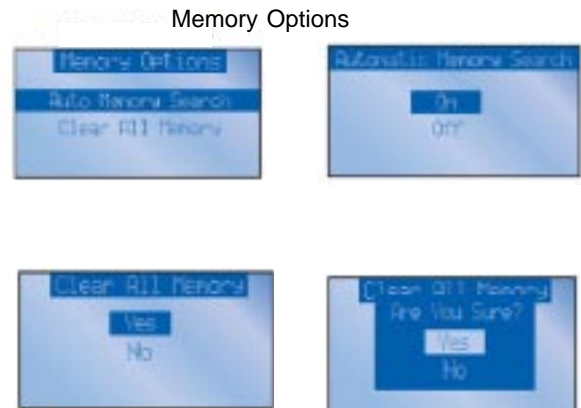 Memory Options
Memory Options
Auto Memory Search
Clear All Memory
Automatic Memory Search
On
Off
Clear All Memory
Yes
No
Clear All Memory
Are You Sure?
Yes
No